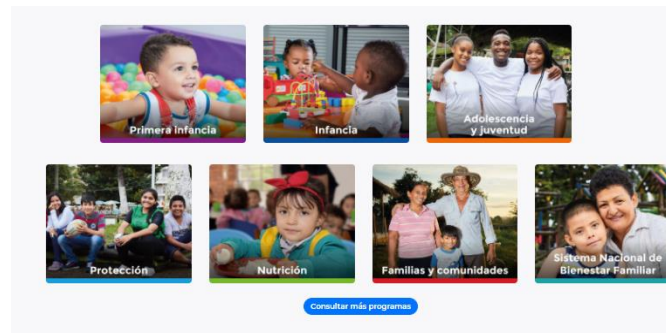 Primera infancia
Infancia
Adolescencia
y juventud
Protección
Nutrición
Familias y comunidades
Sistema Nacional de
Bienestar Familiar
Consultar más programas